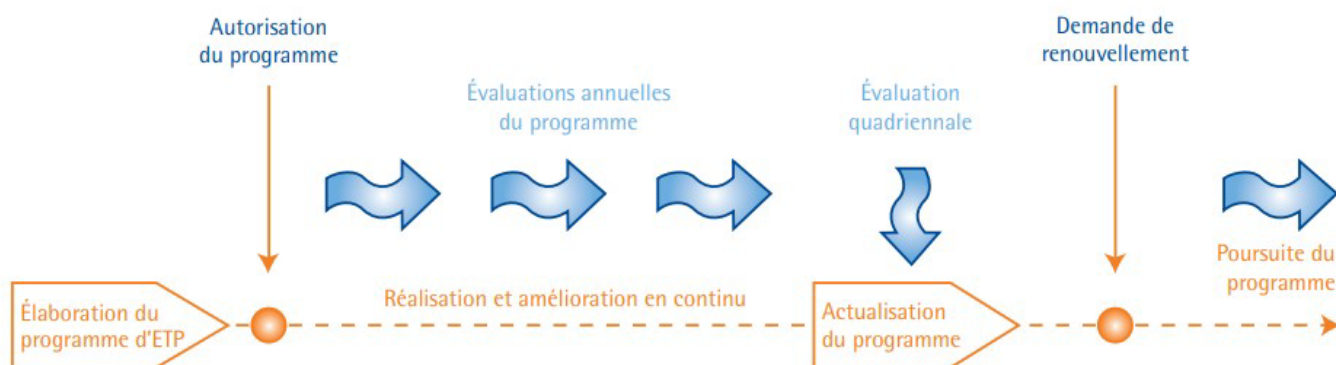 Autorisation
du programme
Demande de
renouvellement
Évaluations annuelles
du programme
Évaluation
quadriennale
Poursuite du
programme
Élaboration du
programme d'ETP
Réalisation et amélioration en continu
Actualisation
du programme